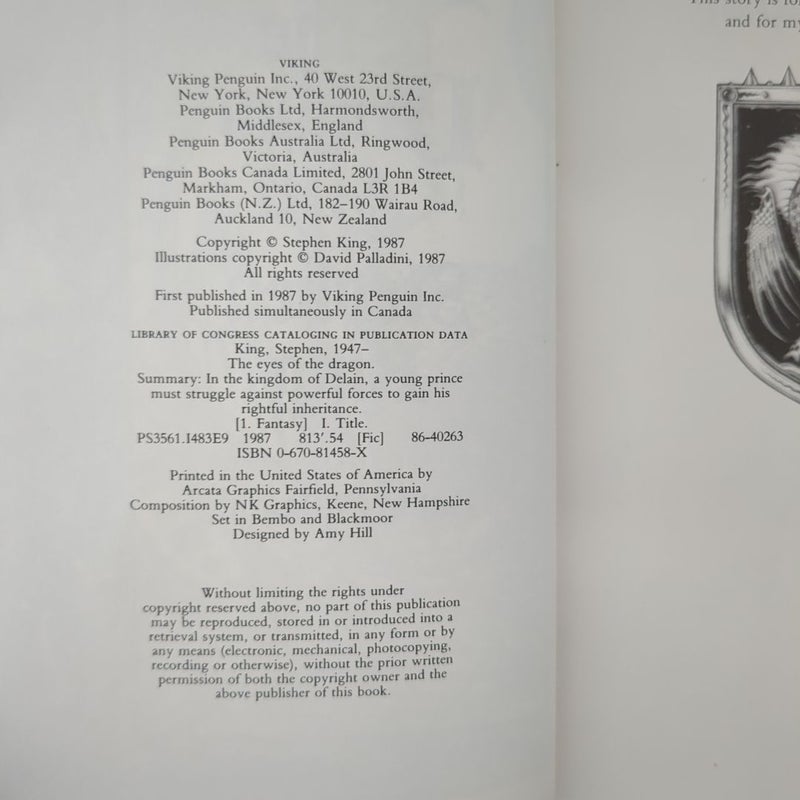 VIKING
Viking Penguin Inc., 40 West 23rd Street,
New York, New York 10010, U.S.A.
Penguin Books Ltd, Harmondsworth,
Middlesex, England
Penguin Books Australia Ltd, Ringwood,
Victoria, Australia
Penguin Books Canada Limited, 2801 John Street,
Markham, Ontario, Canada L3R 1B4
Penguin Books (N.Z.) Ltd, 182–190 Wairau Road,
Auckland 10, New Zealand
Copyright © Stephen King, 1987
Illustrations copyright © David Palladini, 1987
All rights reserved
First published in 1987 by Viking Penguin Inc.
Published simultaneously in Canada
LIBRARY OF CONGRESS CATALOGING IN PUBLICATION DATA
King, Stephen, 1947–
The eyes of the dragon.
Summary: In the kingdom of Delain, a young prince
must struggle against powerful forces to gain his
rightful inheritance.
[1. Fantasy] I. Title.
PS3561.I483E9 1987 813'.54 [Fic] 86-40263
ISBN 0-670-81458-X
Printed in the United States of America by
Arcata Graphics Fairfield, Pennsylvania
Composition by NK Graphics, Keene, New Hampshire
Set in Bembo and Blackmoor
Designed by Amy Hill
Without limiting the rights under
copyright reserved above, no part of this publication
may be reproduced, stored in or introduced into a
retrieval system, or transmitted, in any form or by
any means (electronic, mechanical, photocopying,
recording or otherwise), without the prior written
permission of both the copyright owner and the
above publisher of this book.
This story is
and for